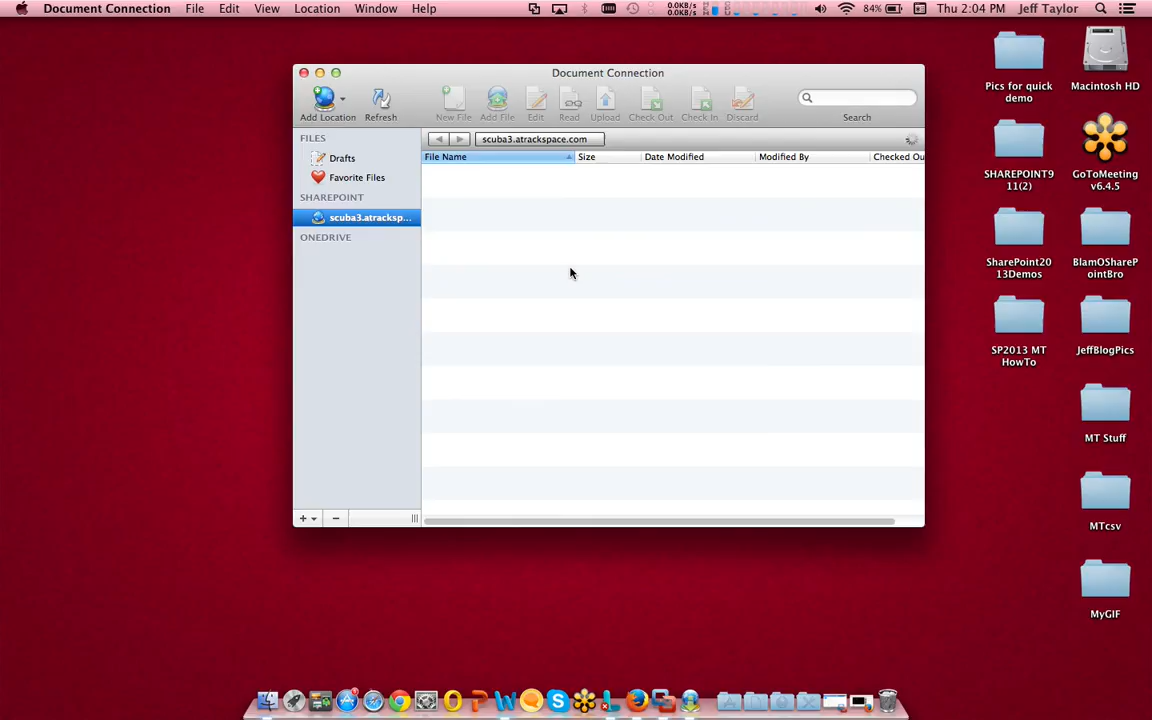 Document Connection File Edit View Location Window Help 0.0KB/s 0.0KB/s 84% Thu 2:04 PM Jeff Taylor
Document Connection
Add Location Refresh New File Add File Edit Read Upload Check Out Check In Discard Search
FILES
Drafts
Favorite Files
SHAREPOINT
scuba3.atracksp...
ONEDRIVE
scuba3.atrackspace.com
File Name Size Date Modified Modified By Checked Ou
Pics for quick
demo
Macintosh HD
SHAREPOINT9
11(2)
GoToMeeting
v6.4.5
SharePoint20
13Demos
BlamOShareP
ointBro
SP2013 MT
HowTo
JeffBlogPics
MT Stuff
MTcsv
MyGIF